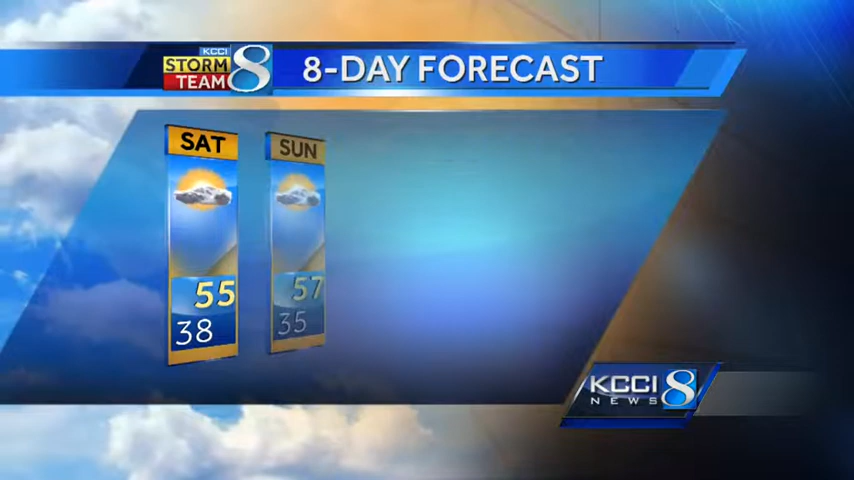 KCCI
STORM
TEAM
8
8-DAY FORECAST
SAT
SUN
55
38
57
35
KCCI 8
NEWS